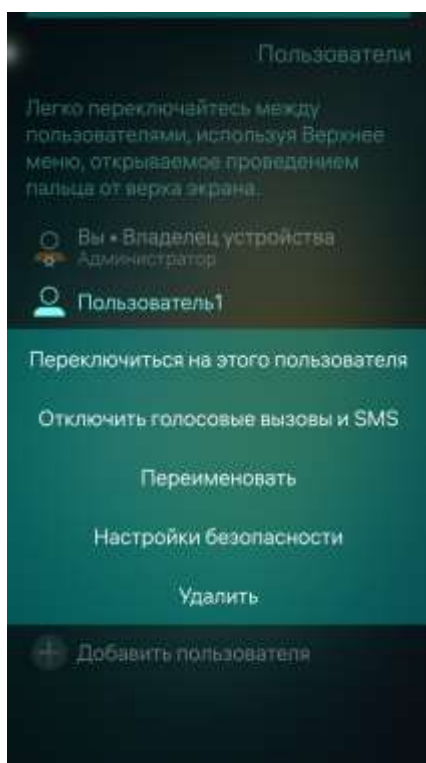 Пользователи
Легко переключайтесь между
пользователями, используя Верхнее
меню, открываемое проведением
пальца от верха экрана.
Вы • Владелец устройства
Администратор
Пользователь1
Переключиться на этого пользователя
Отключить голосовые вызовы и SMS
Переименовать
Настройки безопасности
Удалить
Добавить пользователя